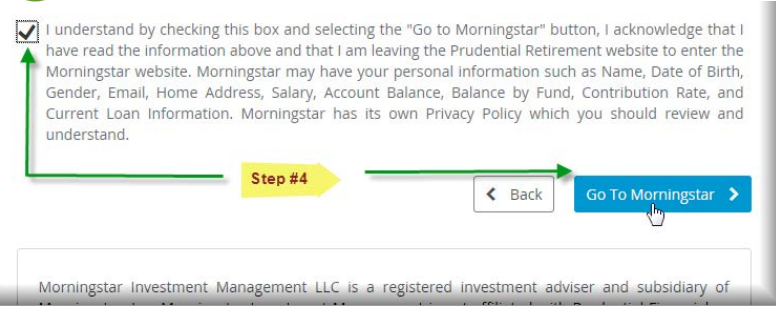 I understand by checking this box and selecting the "Go to Morningstar" button, I acknowledge that I
have read the information above and that I am leaving the Prudential Retirement website to enter the
Morningstar website. Morningstar may have your personal information such as Name, Date of Birth,
Gender, Email, Home Address, Salary, Account Balance, Balance by Fund, Contribution Rate, and
Current Loan Information. Morningstar has its own Privacy Policy which you should review and
understand.
Step #4
Back
Go To Morningstar
Morningstar Investment Management LLC is a registered investment adviser and subsidiary of